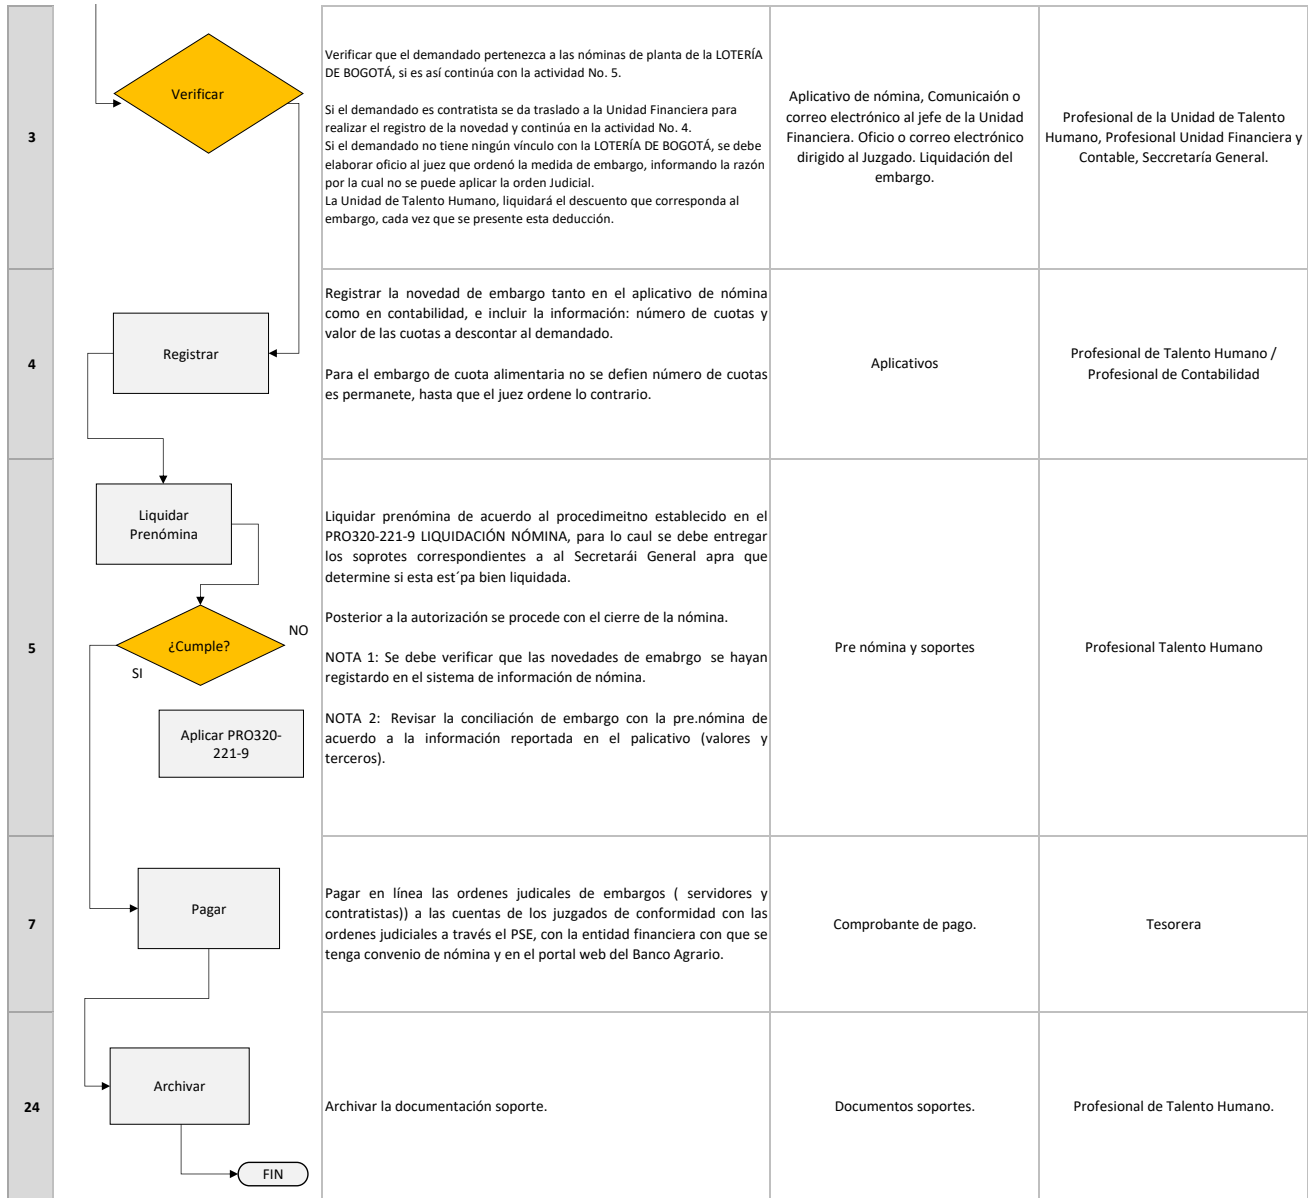 3
Verificar
Verificar que el demandado pertenezca a las nóminas de planta de la LOTERÍA
DE BOGOTÁ, si es así continúa con la actividad No. 5.
Si el demandado es contratista se da traslado a la Unidad Financiera para
realizar el registro de la novedad y continúa en la actividad No. 4.
Si el demandado no tiene ningún vínculo con la LOTERÍA DE BOGOTÁ, se debe
elaborar oficio al juez que ordenó la medida de embargo, informando la razón
por la cual no se puede aplicar la orden Judicial.
La Unidad de Talento Humano, liquidará el descuento que corresponda al
embargo, cada vez que se presente esta deducción.
Aplicativo de nómina, Comunicaión o
correo electrónico al jefe de la Unidad
Financiera. Oficio o correo electrónico
dirigido al Juzgado. Liquidación del
embargo.
Profesional de la Unidad de Talento
Humano, Profesional Unidad Financiera y
Contable, Seccretaría General.
4
Registrar
Registrar la novedad de embargo tanto en el aplicativo de nómina
como en contabilidad, e incluir la información: número de cuotas y
valor de las cuotas a descontar al demandado.
Para el embargo de cuota alimentaria no se defien número de cuotas
es permanete, hasta que el juez ordene lo contrario.
Aplicativos
Profesional de Talento Humano /
Profesional de Contabilidad
5
Liquidar
Prenómina
¿Cumple?
NO
SI
Aplicar PRO320-
221-9
Liquidar prenómina de acuerdo al procedimeitno establecido en el
PRO320-221-9 LIQUIDACIÓN NÓMINA, para lo caul se debe entregar
los soprotes correspondientes a al Secretarái General apra que
determine si esta est´pa bien liquidada.
Posterior a la autorización se procede con el cierre de la nómina.
NOTA 1: Se debe verificar que las novedades de emabrgo se hayan
registardo en el sistema de información de nómina.
NOTA 2: Revisar la conciliación de embargo con la pre.nómina de
acuerdo a la información reportada en el palicativo (valores y
terceros).
Pre nómina y soportes
Profesional Talento Humano
7
Pagar
Pagar en línea las ordenes judiciales de embargos ( servidores y
contratistas)) a las cuentas de los juzgados de conformidad con las
ordenes judiciales a través el PSE, con la entidad financiera con que se
tenga convenio de nómina y en el portal web del Banco Agrario.
Comprobante de pago.
Tesorera
24
Archivar
FIN
Archivar la documentación soporte.
Documentos soportes.
Profesional de Talento Humano.